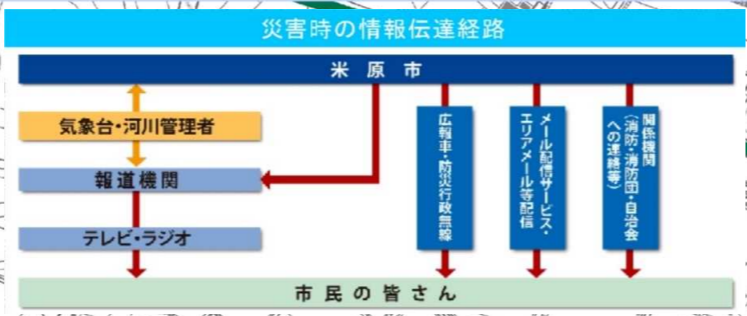 災害時の情報伝達経路
米原市
気象台・河川管理者
報道機関
テレビ・ラジオ
広報車・防災行政無線
メール配信サービス・
エリアメール等配信
関係機関
(消防・消防団・自治会
への連絡等)
市民の皆さん